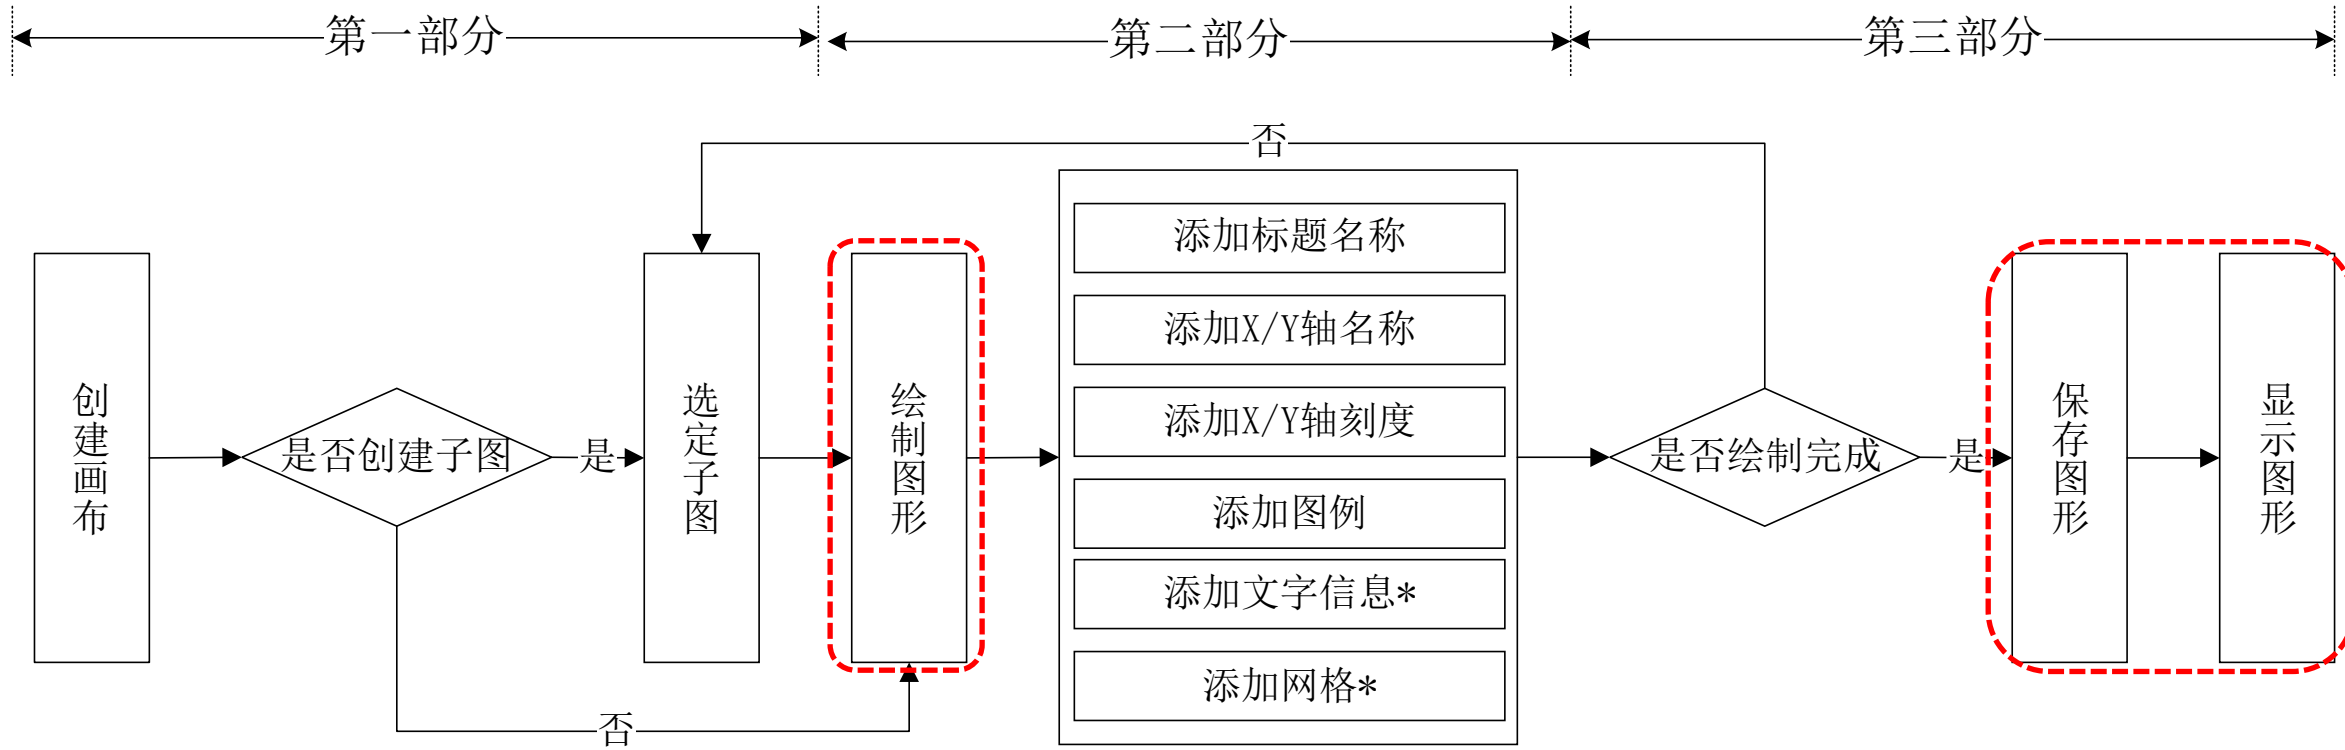 第一部分
第二部分
第三部分
否
创建画布
是否创建子图
是
选定子图
绘制图形
添加标题名称
添加X/Y轴名称
添加X/Y轴刻度
添加图例
添加文字信息*
添加网格*
是否绘制完成
是
保存图形
显示图形
否